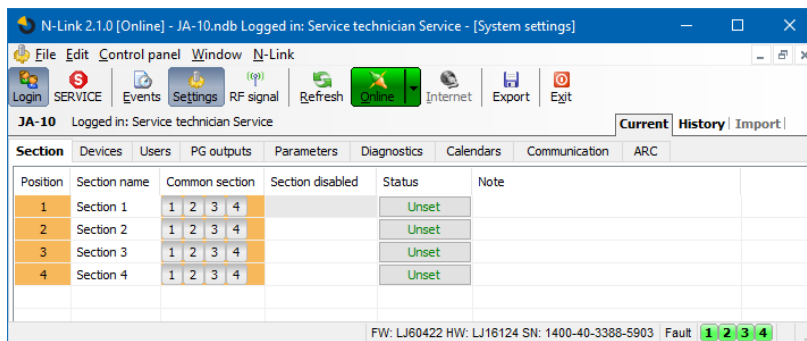 N-Link 2.1.0 [Online] - JA-10.ndb Logged in: Service technician Service - [System settings]
File Edit Control panel Window N-Link
Login SERVICE Events Settings RF signal Refresh Online Internet Export Exit
JA-10 Logged in: Service technician Service Current History Import
Section Devices Users PG outputs Parameters Diagnostics Calendars Communication ARC
Position Section name Common section Section disabled Status Note
1 Section 1 1 2 3 4 Unset
2 Section 2 1 2 3 4 Unset
3 Section 3 1 2 3 4 Unset
4 Section 4 1 2 3 4 Unset
FW: LJ60422 HW: LJ16124 SN: 1400-40-3388-5903 Fault 1 2 3 4